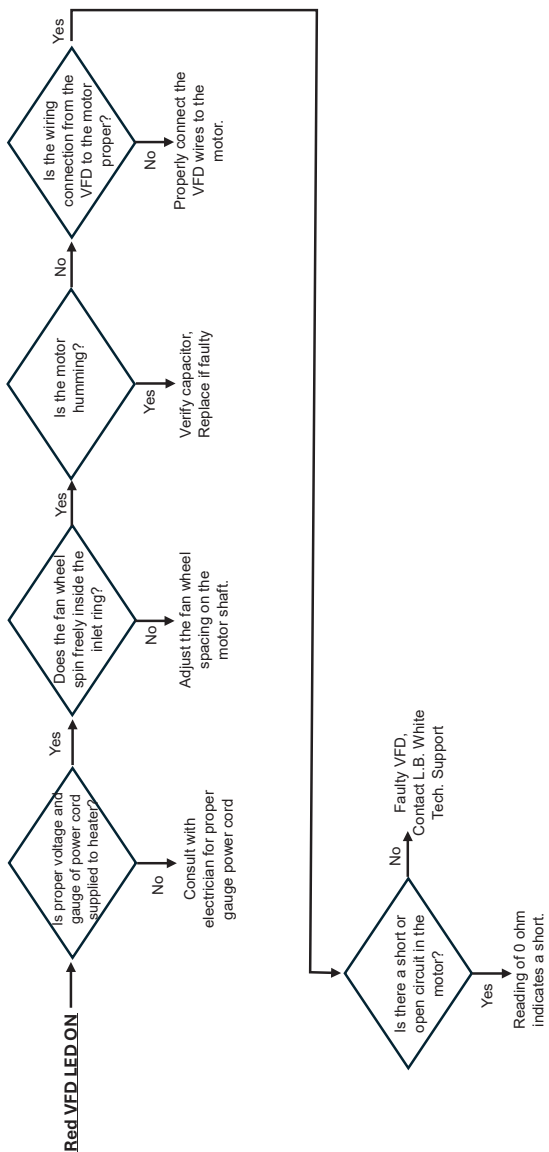 Red VFD LED ON
Is proper voltage and
gauge of power cord
supplied to heater?
No
Consult with
electrician for proper
gauge power cord
Yes
Does the fan wheel
spin freely inside the
inlet ring?
No
Adjust the fan wheel
spacing on the
motor shaft.
Yes
Is the motor
humming?
Yes
Verify capacitor,
Replace if faulty
No
Is the wiring
connection from the
VFD to the motor
proper?
No
Properly connect the
VFD wires to the
motor.
Yes
Is there a short or
open circuit in the
motor?
Yes
Reading of 0 ohm
indicates a short.
No
Faulty VFD,
Contact L.B. White
Tech. Support